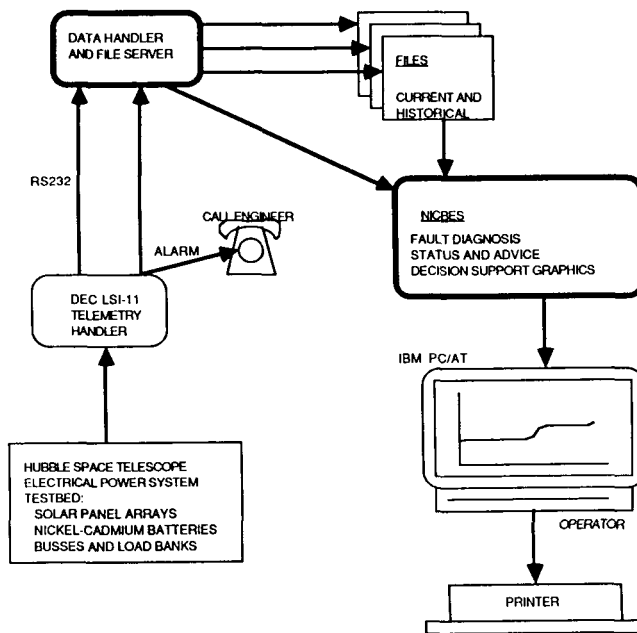 DATA HANDLER
AND FILE SERVER
FILES
CURRENT AND
HISTORICAL
RS232
CALL ENGINEER
ALARM
NICBES
FAULT DIAGNOSIS
STATUS AND ADVICE
DECISION SUPPORT GRAPHICS
DEC LSI-11
TELEMETRY
HANDLER
IBM PC/AT
HUBBLE SPACE TELESCOPE
ELECTRICAL POWER SYSTEM
TESTBED:
SOLAR PANEL ARRAYS
NICKEL-CADMIUM BATTERIES
BUSSES AND LOAD BANKS
OPERATOR
PRINTER